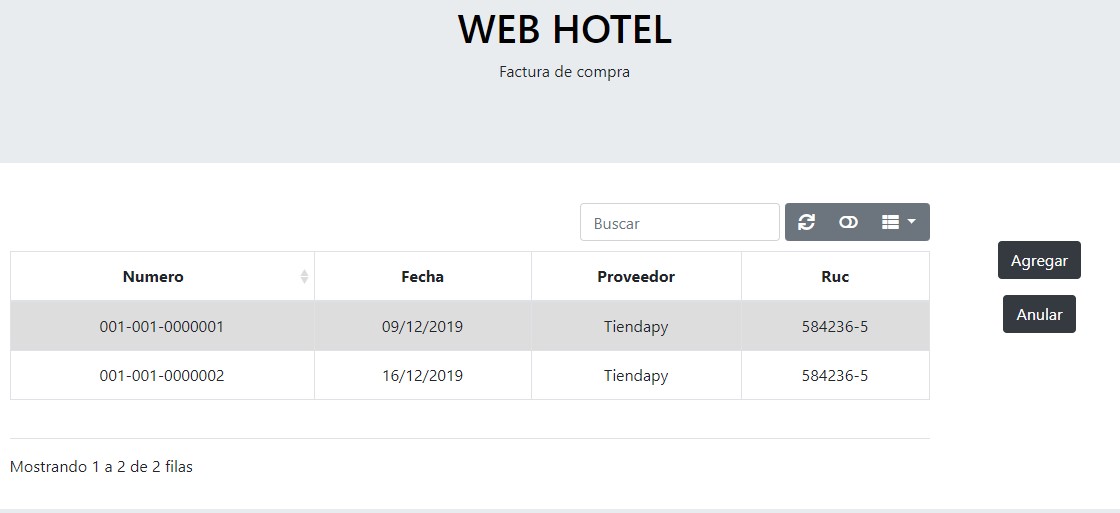 WEB HOTEL
Factura de compra
Buscar
Agregar
Anular
Numero Fecha Proveedor Ruc
001-001-0000001 09/12/2019 Tiendapy 584236-5
001-001-0000002 16/12/2019 Tiendapy 584236-5
Mostrando 1 a 2 de 2 filas